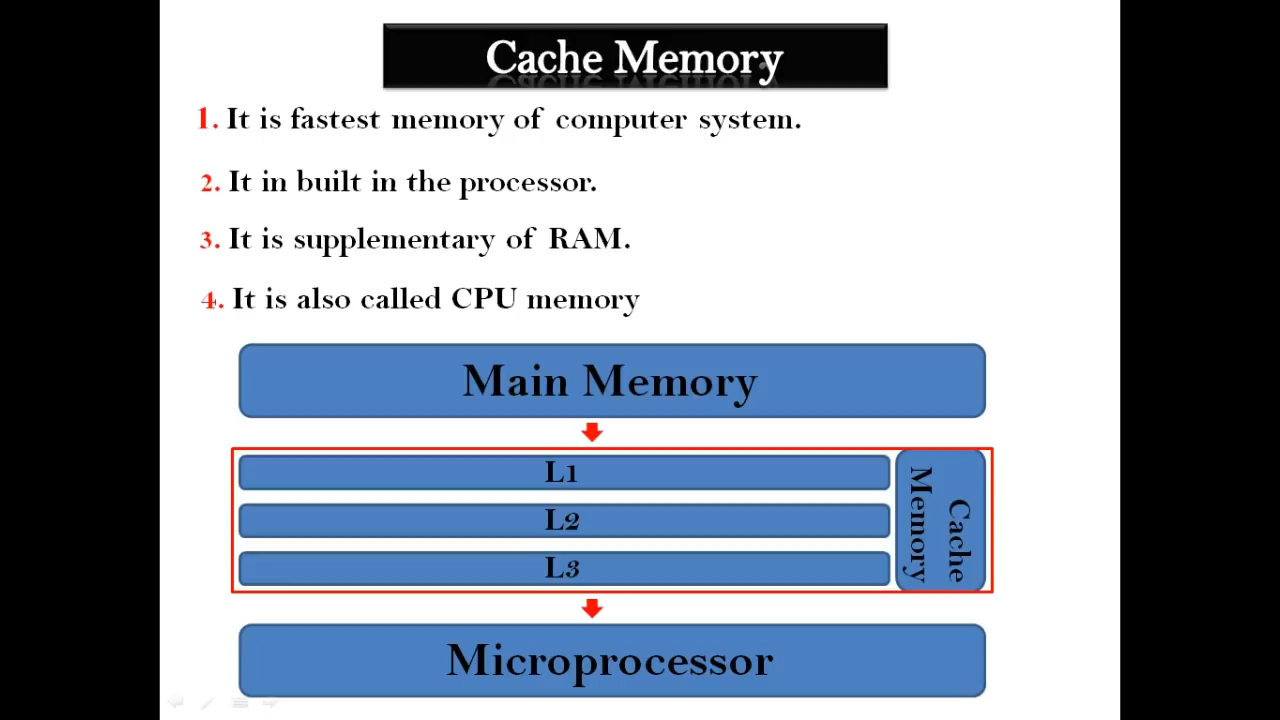 Cache Memory
1. It is fastest memory of computer system.
2. It in built in the processor.
3. It is supplementary of RAM.
4. It is also called CPU memory
Main Memory
L1
L2
L3
Cache
Memory
Microprocessor